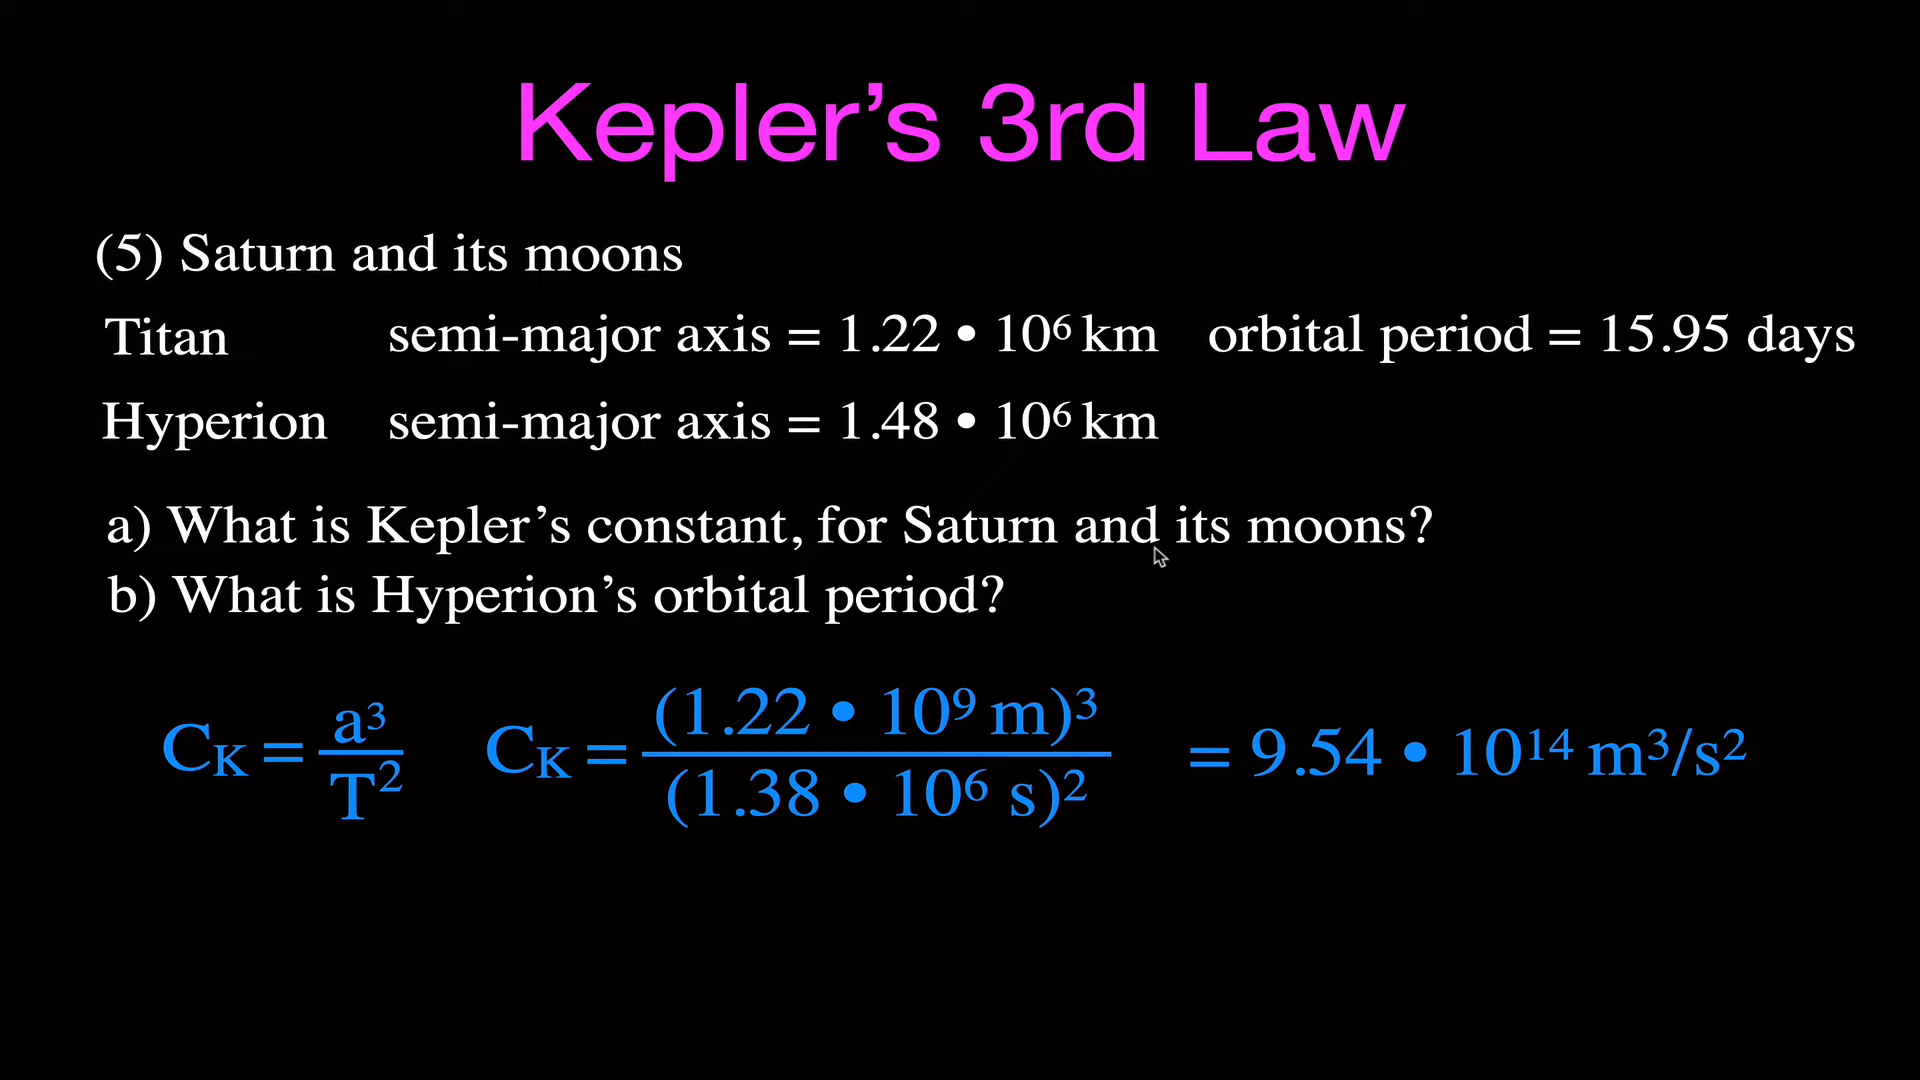 Kepler’s 3rd Law
(5) Saturn and its moons
Titan semi-major axis = 1.22 • 10⁶ km orbital period = 15.95 days
Hyperion semi-major axis = 1.48 • 10⁶ km
a) What is Kepler’s constant, for Saturn and its moons?
b) What is Hyperion’s orbital period?
C_K = a³/T² C_K = (1.22 • 10⁹ m)³/(1.38 • 10⁶ s)² = 9.54 • 10¹⁴ m³/s²